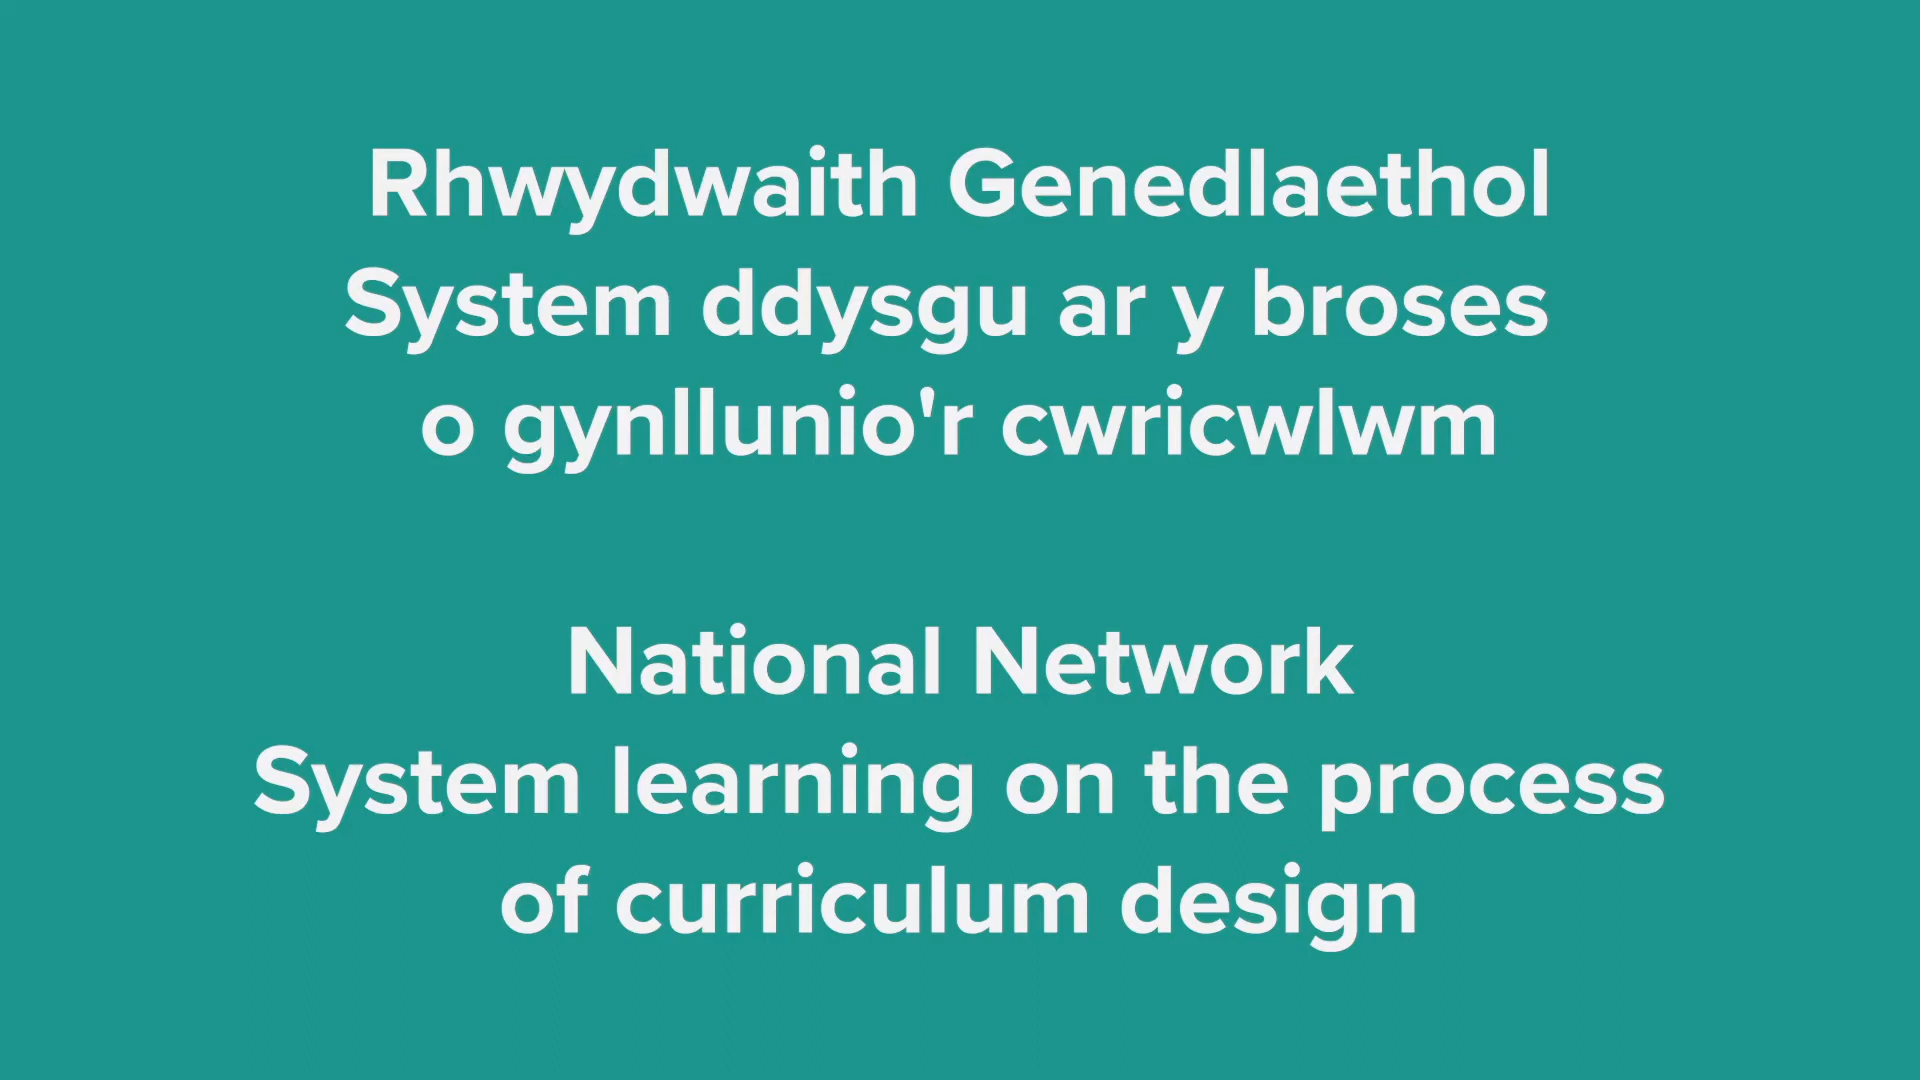 Rhwydwaith Genedlaethol
System ddysgu ar y broses
o gynllunio'r cwricwlwm
National Network
System learning on the process
of curriculum design